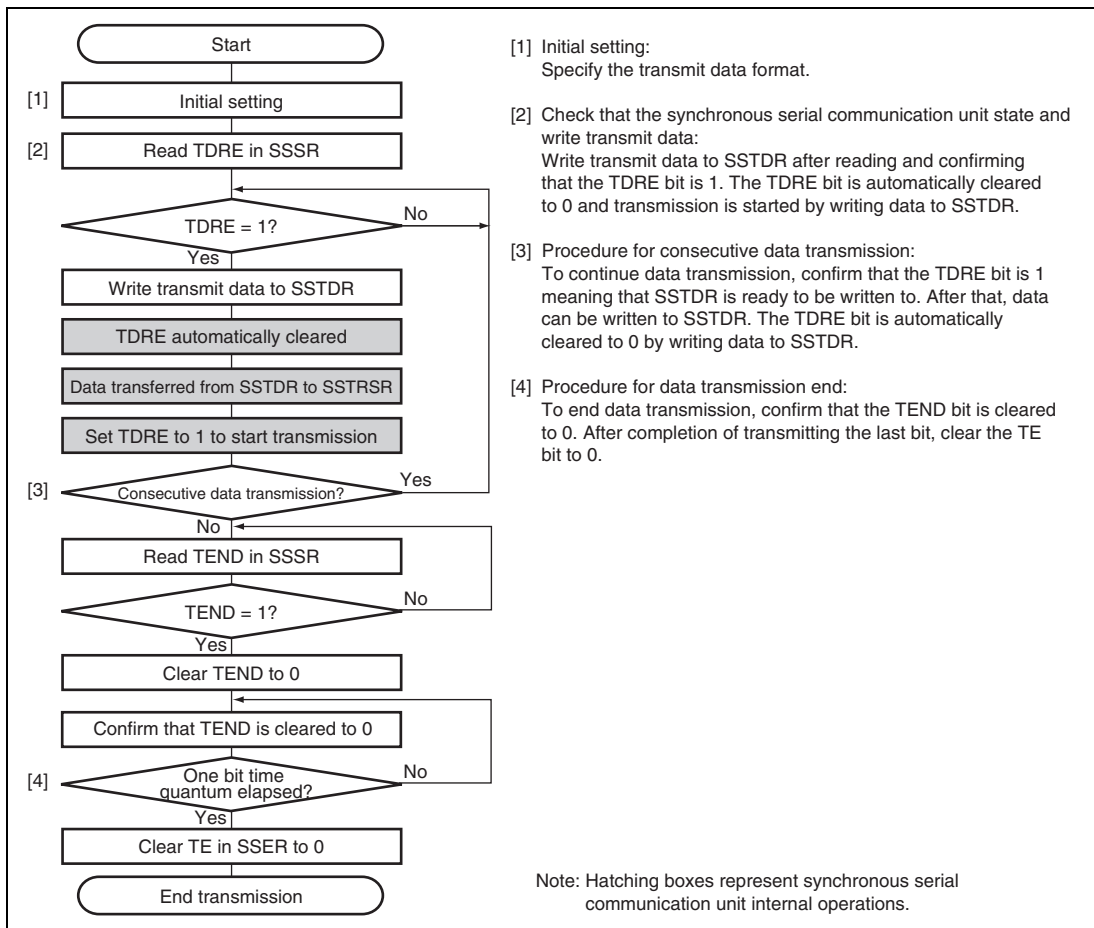 Start
[1] Initial setting
[2] Read TDRE in SSSR
TDRE = 1?
No
Yes
Write transmit data to SSTDR
TDRE automatically cleared
Data transferred from SSTDR to SSTRSR
Set TDRE to 1 to start transmission
[3] Consecutive data transmission?
Yes
No
Read TEND in SSSR
TEND = 1?
No
Yes
Clear TEND to 0
Confirm that TEND is cleared to 0
[4] One bit time
quantum elapsed?
No
Yes
Clear TE in SSER to 0
End transmission
[1] Initial setting:
Specify the transmit data format.
[2] Check that the synchronous serial communication unit state and
write transmit data:
Write transmit data to SSTDR after reading and confirming
that the TDRE bit is 1. The TDRE bit is automatically cleared
to 0 and transmission is started by writing data to SSTDR.
[3] Procedure for consecutive data transmission:
To continue data transmission, confirm that the TDRE bit is 1
meaning that SSTDR is ready to be written to. After that, data
can be written to SSTDR. The TDRE bit is automatically
cleared to 0 by writing data to SSTDR.
[4] Procedure for data transmission end:
To end data transmission, confirm that the TEND bit is cleared
to 0. After completion of transmitting the last bit, clear the TE
bit to 0.
Note: Hatching boxes represent synchronous serial
communication unit internal operations.